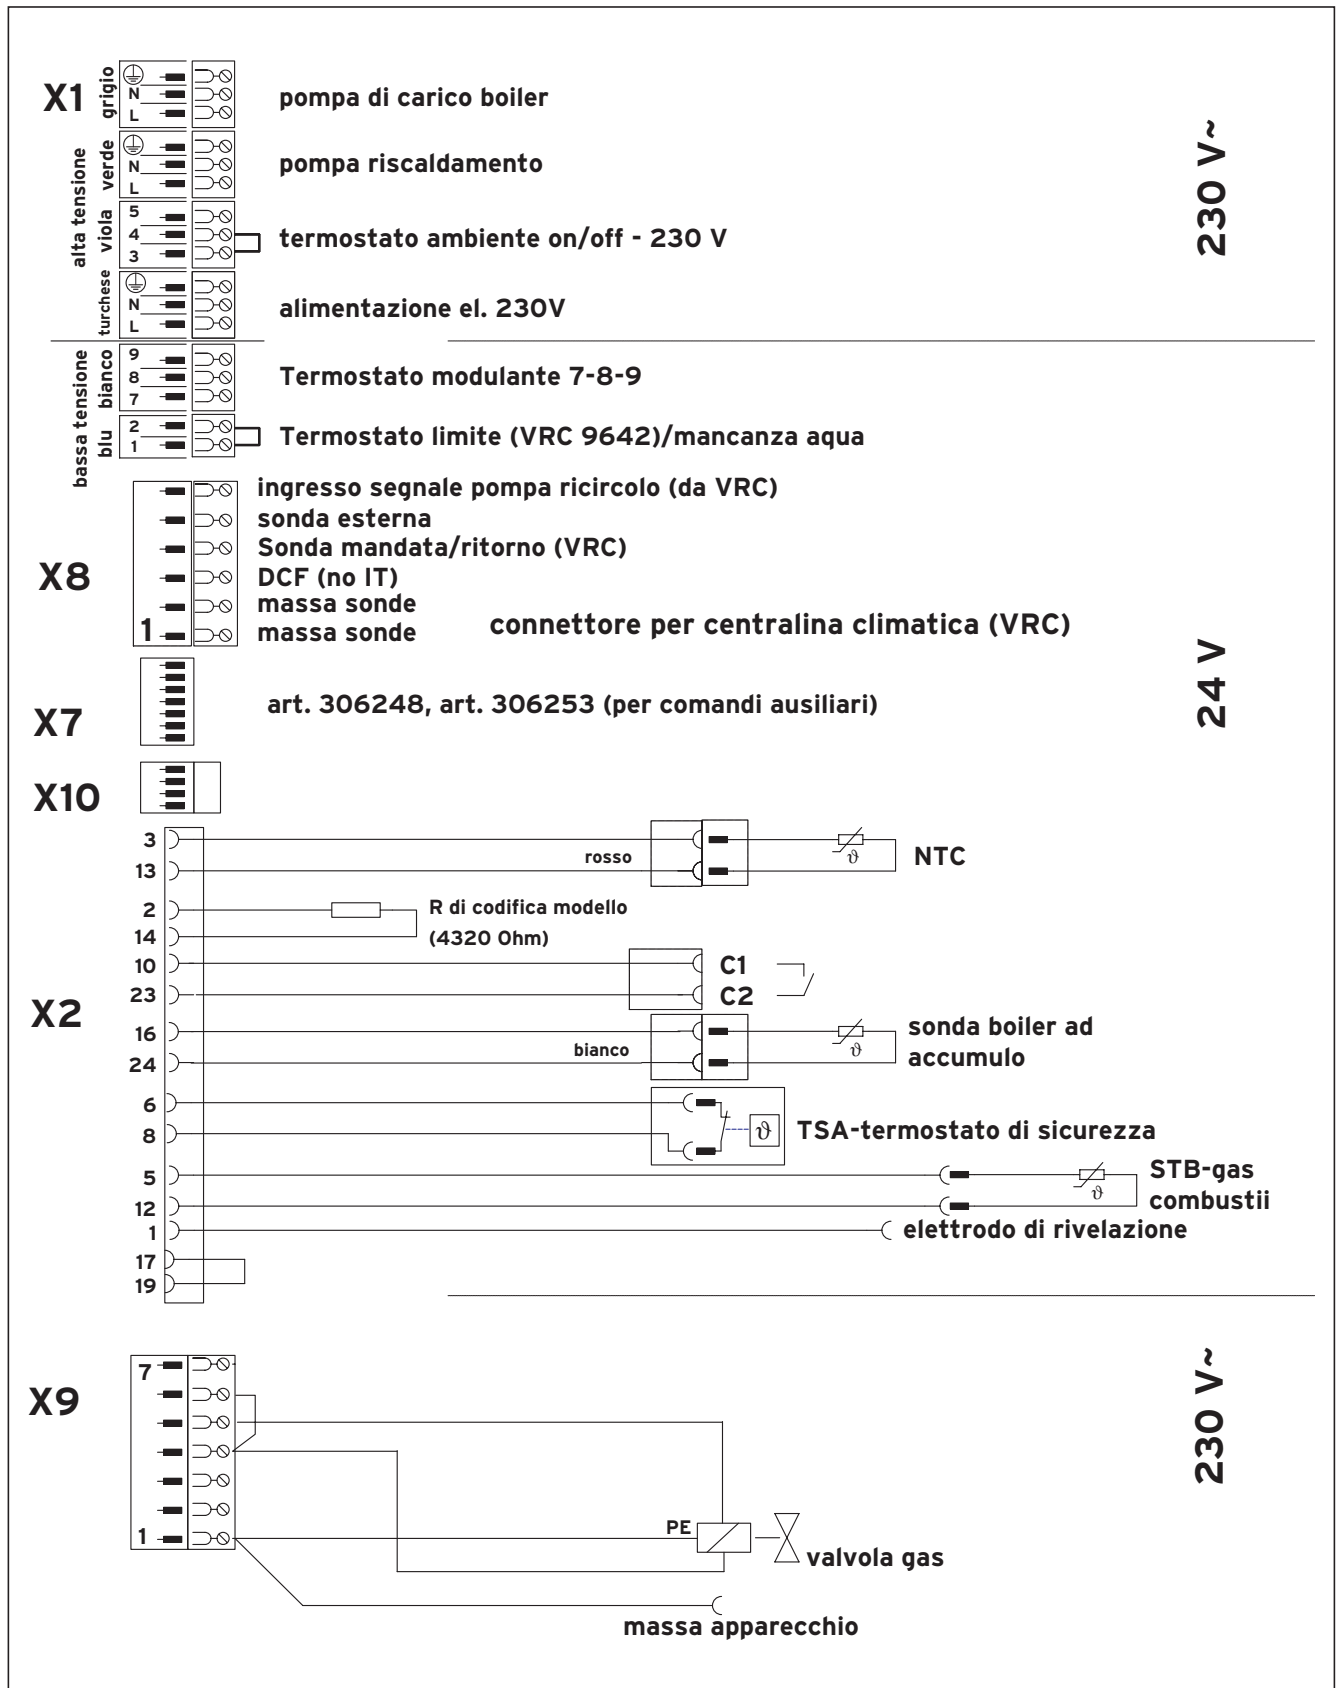 X1
alta tensione
grigio
N
L
pompa di carico boiler
230 V~
verde
N
L
pompa riscaldamento
viola
5
4
3
termostato ambiente on/off - 230 V
turchese
N
L
alimentazione el. 230V
bassa tensione
bianco
9
8
7
Termostato modulante 7-8-9
blu
2
1
Termostato limite (VRC 9642)/mancanza aqua
X8
ingresso segnale pompa ricircolo (da VRC)
sonda esterna
Sonda mandata/ritorno (VRC)
DCF (no IT)
massa sonde
1
massa sonde
connettore per centralina climatica (VRC)
24 V
X7
art. 306248, art. 306253 (per comandi ausiliari)
X10
X2
3
rosso
13
ϑ
NTC
2
R di codifica modello
14
(4320 Ohm)
10
C1
23
C2
16
bianco
24
ϑ
sonda boiler ad
accumulo
6
8
ϑ
TSA-termostato di sicurezza
5
12
ϑ
STB-gas
combustii
1
elettrodo di rivelazione
17
19
X9
7
1
230 V~
PE
valvola gas
massa apparecchio